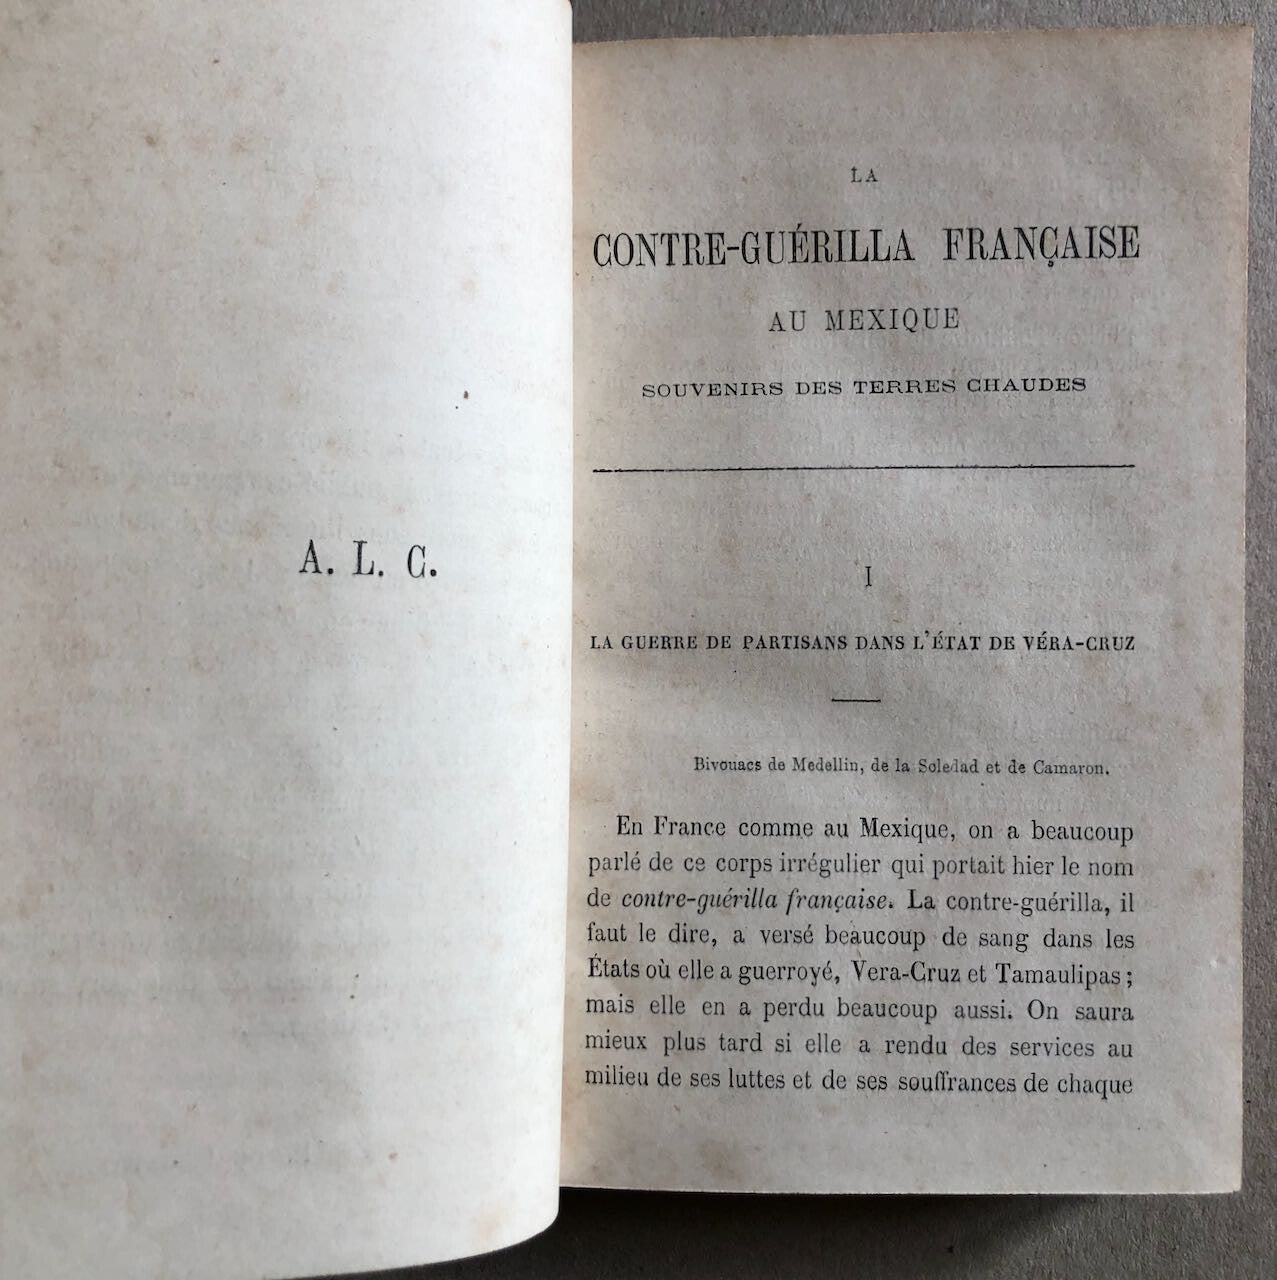 A. L. C.
LA
CONTRE-GUÉRILLA FRANÇAISE
AU MEXIQUE
SOUVENIRS DES TERRES CHAUDES
I
LA GUERRE DE PARTISANS DANS L'ÉTAT DE VÉRA-CRUZ
Bivouacs de Medellin, de la Soledad et de Camaron.
En France comme au Mexique, on a beaucoup
parlé de ce corps irrégulier qui portait hier le nom
de contre-guérilla française. La contre-guérilla, il
faut le dire, a versé beaucoup de sang dans les
États où elle a guerroyé, Vera-Cruz et Tamaulipas ;
mais elle en a perdu beaucoup aussi. On saura
mieux plus tard si elle a rendu des services au
milieu de ses luttes et de ses souffrances de chaque